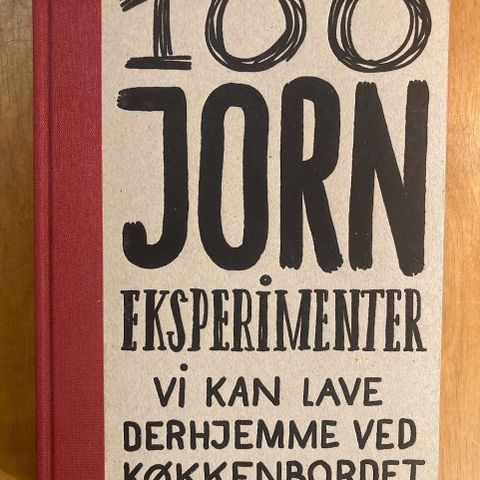 100
JORN
EKSPERIMENTER
Vi KAN LAVE
DERHJEMME VED
KØKKENBORDET